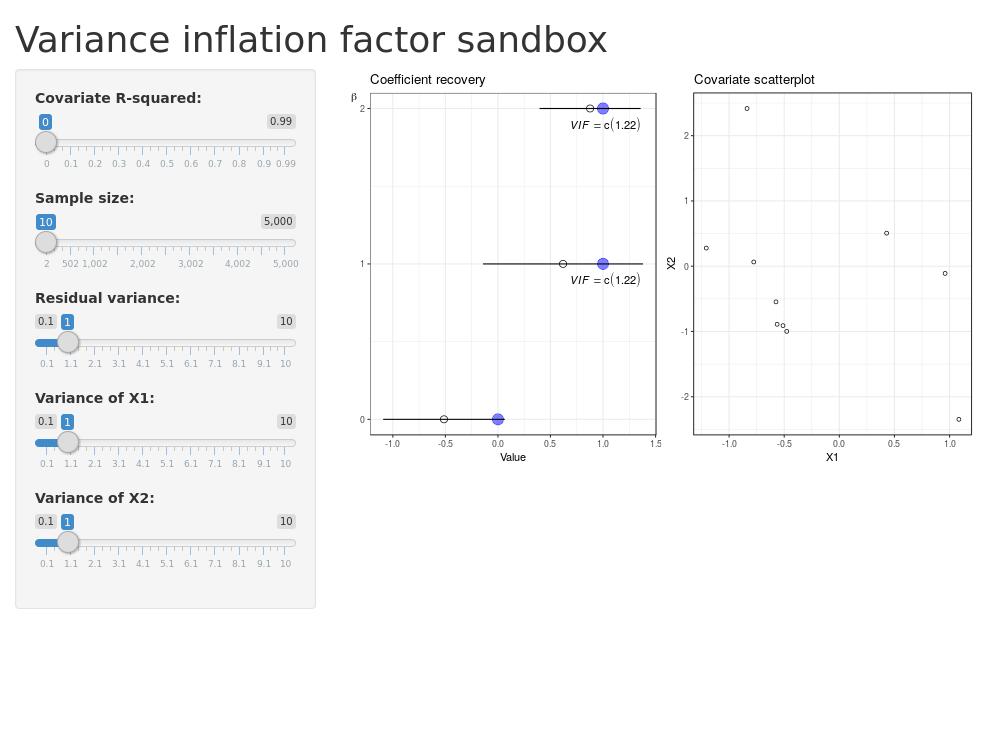 Variance inflation factor sandbox
Covariate R-squared:
0 0.99
0 0.1 0.2 0.3 0.4 0.5 0.6 0.7 0.8 0.9 0.99
Sample size:
10 5,000
2 502 1,002 2,002 3,002 4,002 5,000
Residual variance:
0.1 1 10
0.1 1.1 2.1 3.1 4.1 5.1 6.1 7.1 8.1 9.1 10
Variance of X1:
0.1 1 10
0.1 1.1 2.1 3.1 4.1 5.1 6.1 7.1 8.1 9.1 10
Variance of X2:
0.1 1 10
0.1 1.1 2.1 3.1 4.1 5.1 6.1 7.1 8.1 9.1 10
Coefficient recovery
β
2
VIF = c(1.22)
1
VIF = c(1.22)
0
-1.0 -0.5 0.0 0.5 1.0 1.5
Value
Covariate scatterplot
X2
2
1
0
-1
-2
-1.0 -0.5 0.0 0.5 1.0
X1